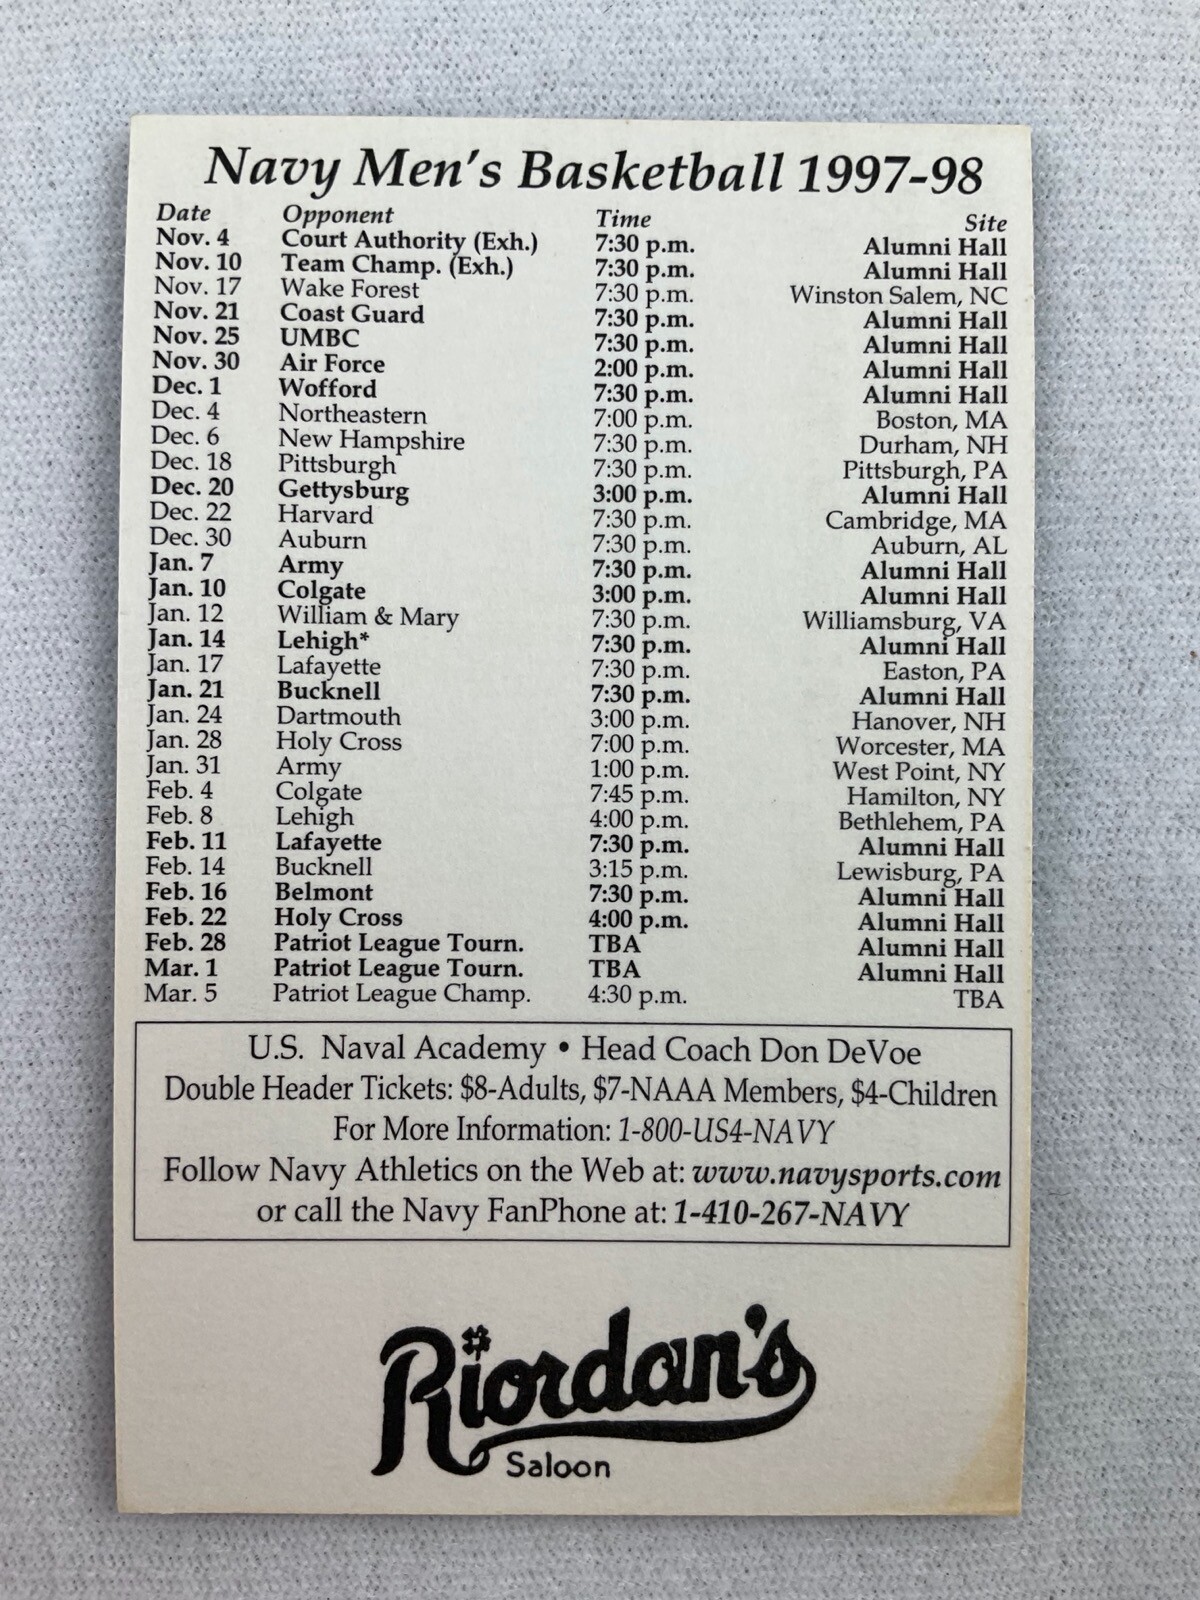 Navy Men's Basketball 1997-98
Date Opponent Time Site
Nov. 4 Court Authority (Exh.) 7:30 p.m. Alumni Hall
Nov. 10 Team Champ. (Exh.) 7:30 p.m. Alumni Hall
Nov. 17 Wake Forest 7:30 p.m. Winston Salem, NC
Nov. 21 Coast Guard 7:30 p.m. Alumni Hall
Nov. 25 UMBC 7:30 p.m. Alumni Hall
Nov. 30 Air Force 2:00 p.m. Alumni Hall
Dec. 1 Wofford 7:30 p.m. Alumni Hall
Dec. 4 Northeastern 7:00 p.m. Boston, MA
Dec. 6 New Hampshire 7:30 p.m. Durham, NH
Dec. 18 Pittsburgh 7:30 p.m. Pittsburgh, PA
Dec. 20 Gettysburg 3:00 p.m. Alumni Hall
Dec. 22 Harvard 7:30 p.m. Cambridge, MA
Dec. 30 Auburn 7:30 p.m. Auburn, AL
Jan. 7 Army 7:30 p.m. Alumni Hall
Jan. 10 Colgate 3:00 p.m. Alumni Hall
Jan. 12 William & Mary 7:30 p.m. Williamsburg, VA
Jan. 14 Lehigh* 7:30 p.m. Alumni Hall
Jan. 17 Lafayette 7:30 p.m. Easton, PA
Jan. 21 Bucknell 7:30 p.m. Alumni Hall
Jan. 24 Dartmouth 3:00 p.m. Hanover, NH
Jan. 28 Holy Cross 7:00 p.m. Worcester, MA
Jan. 31 Army 1:00 p.m. West Point, NY
Feb. 4 Colgate 7:45 p.m. Hamilton, NY
Feb. 8 Lehigh 4:00 p.m. Bethlehem, PA
Feb. 11 Lafayette 7:30 p.m. Alumni Hall
Feb. 14 Bucknell 3:15 p.m. Lewisburg, PA
Feb. 16 Belmont 7:30 p.m. Alumni Hall
Feb. 22 Holy Cross 4:00 p.m. Alumni Hall
Feb. 28 Patriot League Tourn. TBA Alumni Hall
Mar. 1 Patriot League Tourn. TBA Alumni Hall
Mar. 5 Patriot League Champ. 4:30 p.m. TBA
U.S. Naval Academy • Head Coach Don DeVoe
Double Header Tickets: $8-Adults, $7-NAAA Members, $4-Children
For More Information: 1-800-US4-NAVY
Follow Navy Athletics on the Web at: www.navysports.com
or call the Navy FanPhone at: 1-410-267-NAVY
Riordan's
Saloon